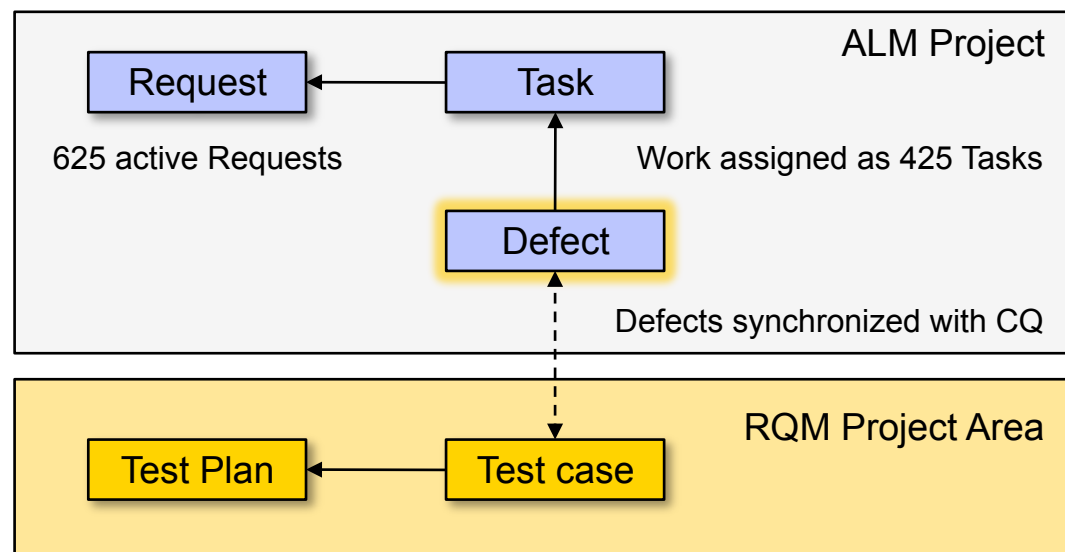 ALM Project
Request
Task
625 active Requests
Work assigned as 425 Tasks
Defect
Defects synchronized with CQ
RQM Project Area
Test Plan
Test case